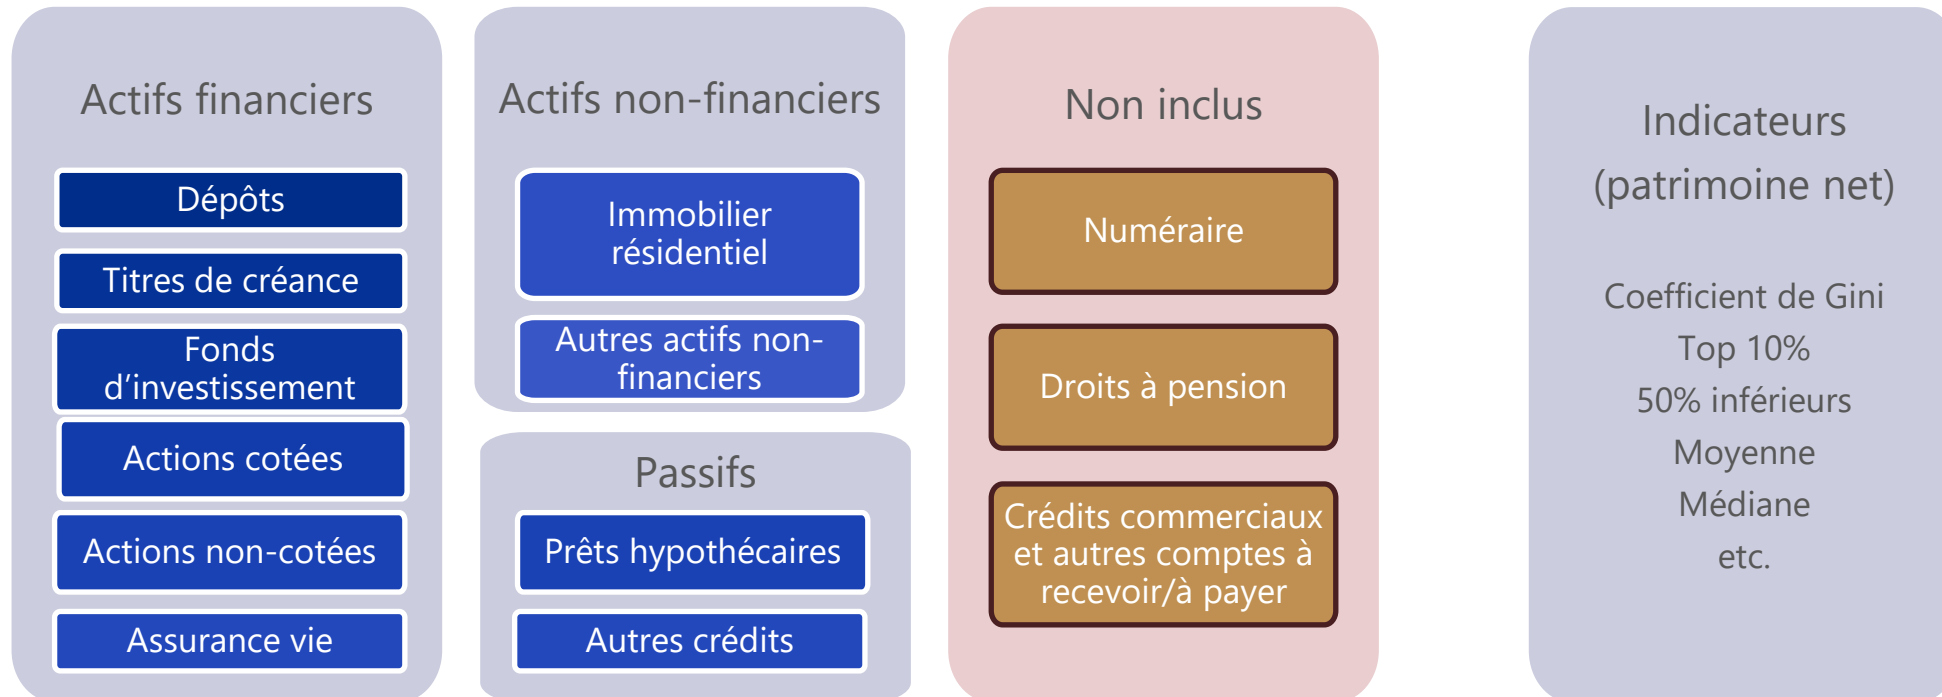 Actifs financiers
Dépôts
Titres de créance
Fonds
d’investissement
Actions cotées
Actions non-cotées
Assurance vie
Actifs non-financiers
Immobilier
résidentiel
Autres actifs non-
financiers
Passifs
Prêts hypothécaires
Autres crédits
Non inclus
Numéraire
Droits à pension
Crédits commerciaux
et autres comptes à
recevoir/à payer
Indicateurs
(patrimoine net)
Coefficient de Gini
Top 10%
50% inférieurs
Moyenne
Médiane
etc.